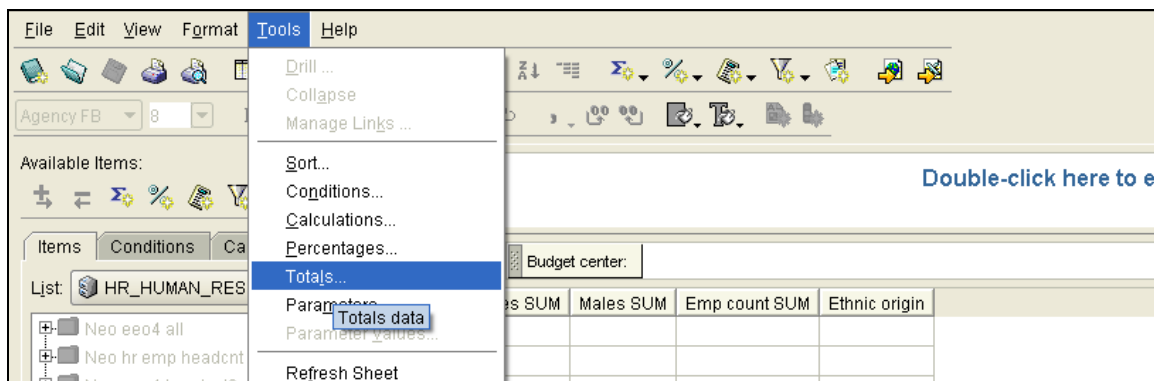 File Edit View Format Tools Help
Drill ...
Collapse
Agency FB 8
Manage Links ...
Available Items:
Sort...
Double-click here to e
Conditions...
Calculations...
Items Conditions Ca
Percentages...
Budget center:
List: HR_HUMAN_RES
Totals...
Parameters...
Totals data
es SUM Males SUM Emp count SUM Ethnic origin
Neo eeo4 all
Parameter Values...
Neo hr emp headcnt
Refresh Sheet